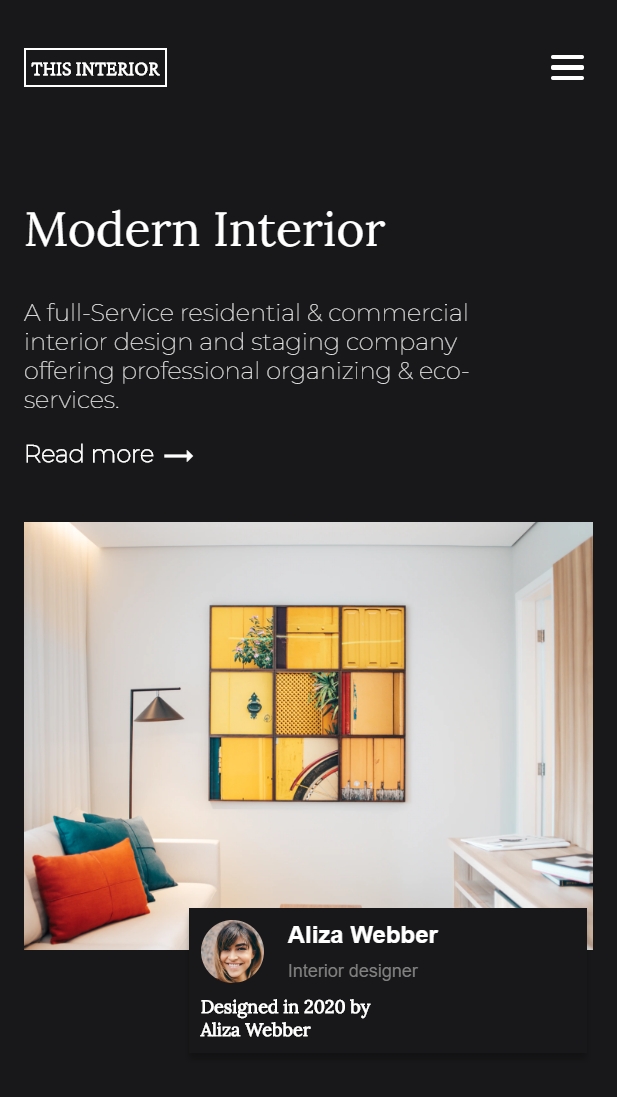 THIS INTERIOR
Modern Interior
A full-Service residential & commercial
interior design and staging company
offering professional organizing & eco-
services.
Read more
Aliza Webber
Interior designer
Designed in 2020 by
Aliza Webber